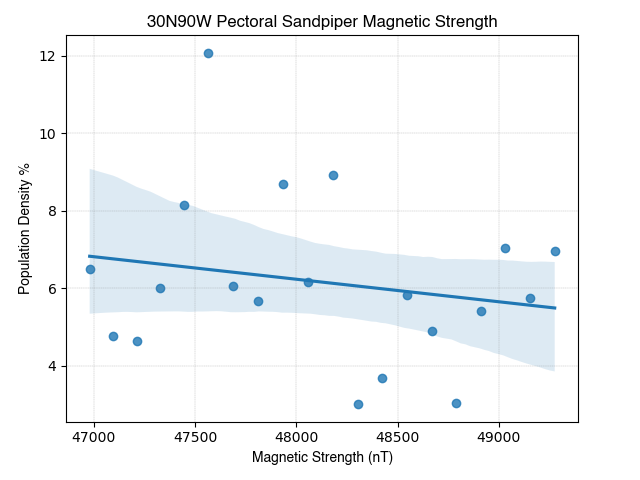 30N90W Pectoral Sandpiper Magnetic Strength
12
10
8
6
4
Population Density %
47000 47500 48000 48500 49000
Magnetic Strength (nT)